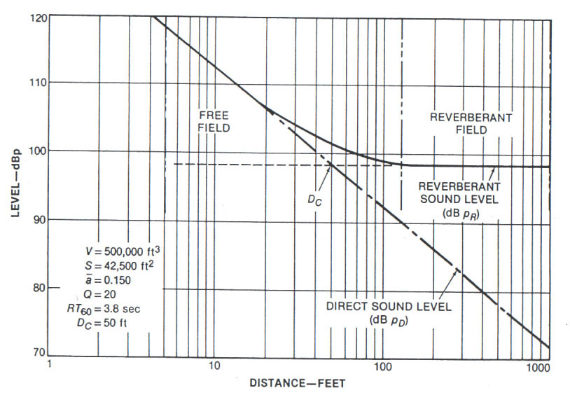 120
110
100
90
80
70
LEVEL—dBp
FREE
FIELD
REVERBERANT
FIELD
REVERBERANT
SOUND LEVEL
(dB pR)
DC
V = 500,000 ft³
S = 42,500 ft²
a̅ = 0.150
Q = 20
RT60 = 3.8 sec
DC = 50 ft
DIRECT SOUND LEVEL
(dB pD)
1
10
100
1000
DISTANCE—FEET